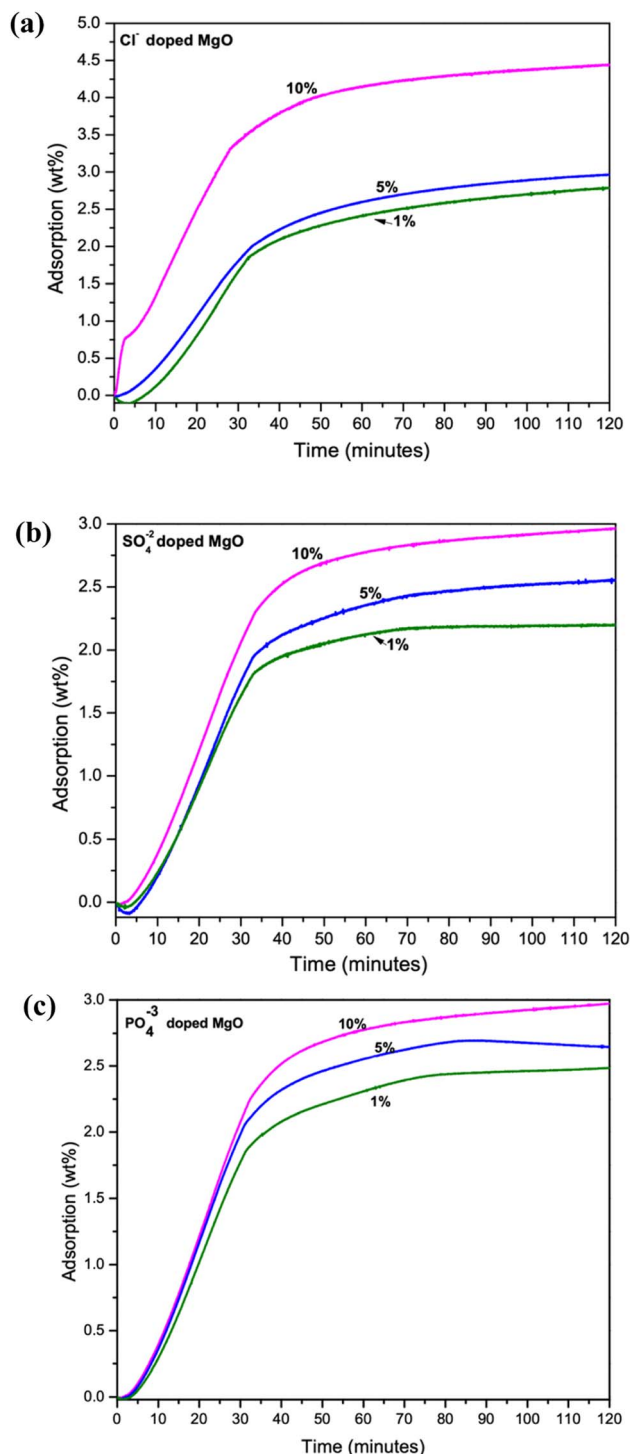 (a)
Cl⁻ doped MgO
10%
5%
1%
Adsorption (wt%)
5.0
4.5
4.0
3.5
3.0
2.5
2.0
1.5
1.0
0.5
0.0
0 10 20 30 40 50 60 70 80 90 100 110 120
Time (minutes)
(b)
SO₄⁻² doped MgO
10%
5%
1%
Adsorption (wt%)
3.0
2.5
2.0
1.5
1.0
0.5
0.0
0 10 20 30 40 50 60 70 80 90 100 110 120
Time (minutes)
(c)
PO₄⁻³ doped MgO
10%
5%
1%
Adsorption (wt%)
3.0
2.5
2.0
1.5
1.0
0.5
0.0
0 10 20 30 40 50 60 70 80 90 100 110 120
Time (minutes)